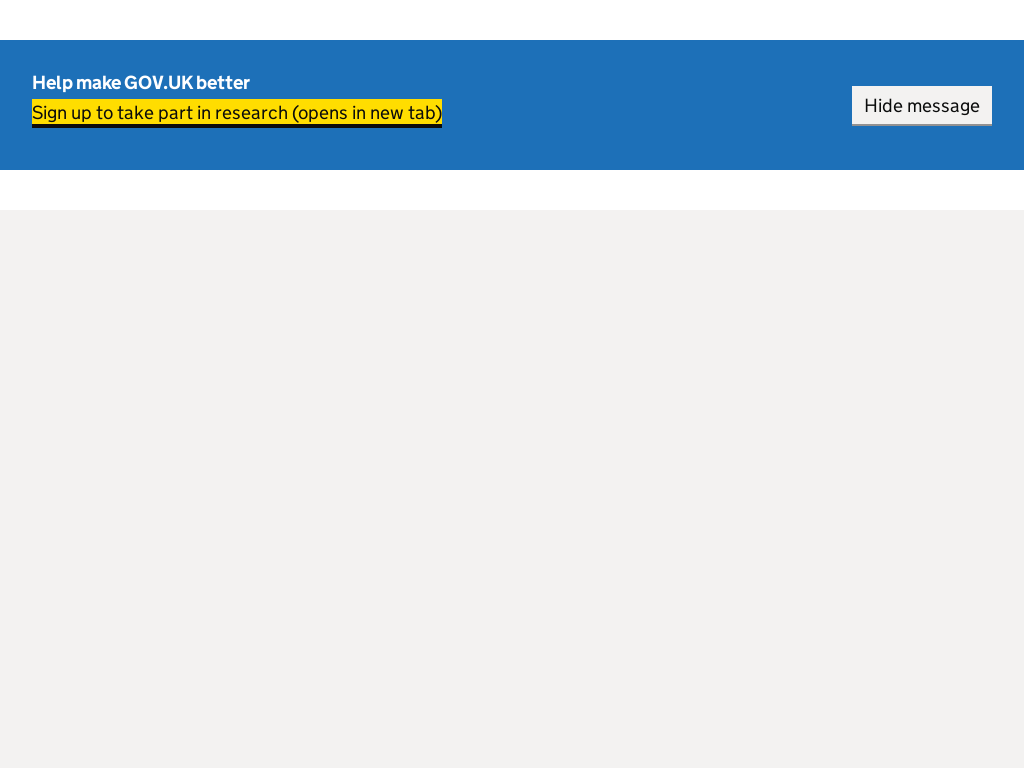 Help make GOV.UK better
Sign up to take part in research (opens in new tab)
Hide message